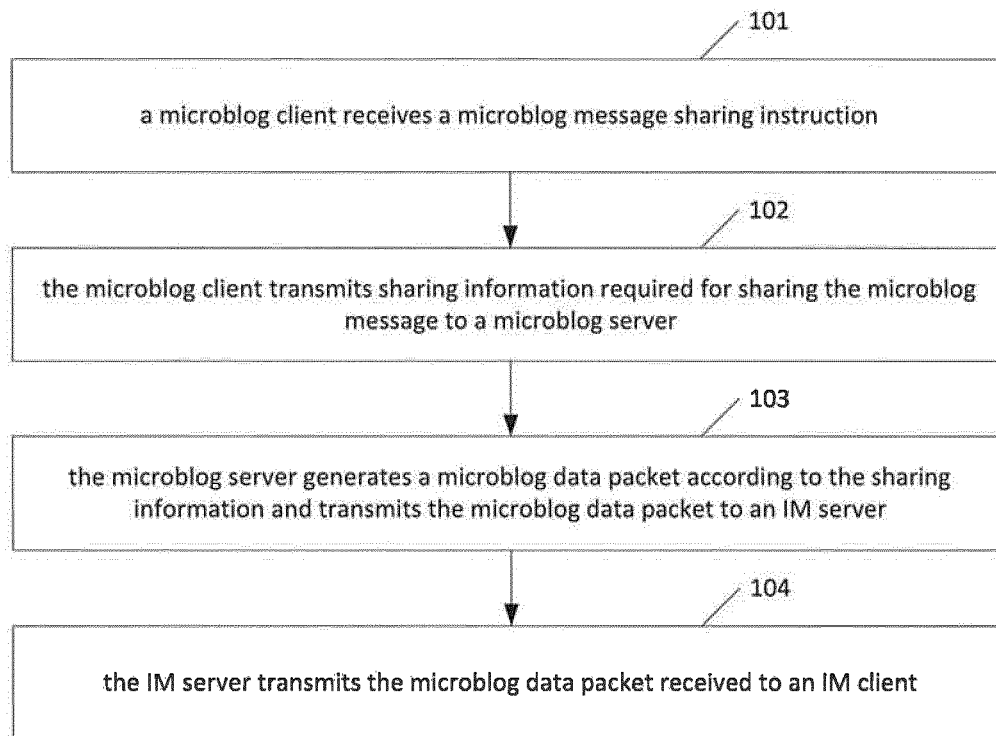 101
a microblog client receives a microblog message sharing instruction
102
the microblog client transmits sharing information required for sharing the microblog
message to a microblog server
103
the microblog server generates a microblog data packet according to the sharing
information and transmits the microblog data packet to an IM server
104
the IM server transmits the microblog data packet received to an IM client